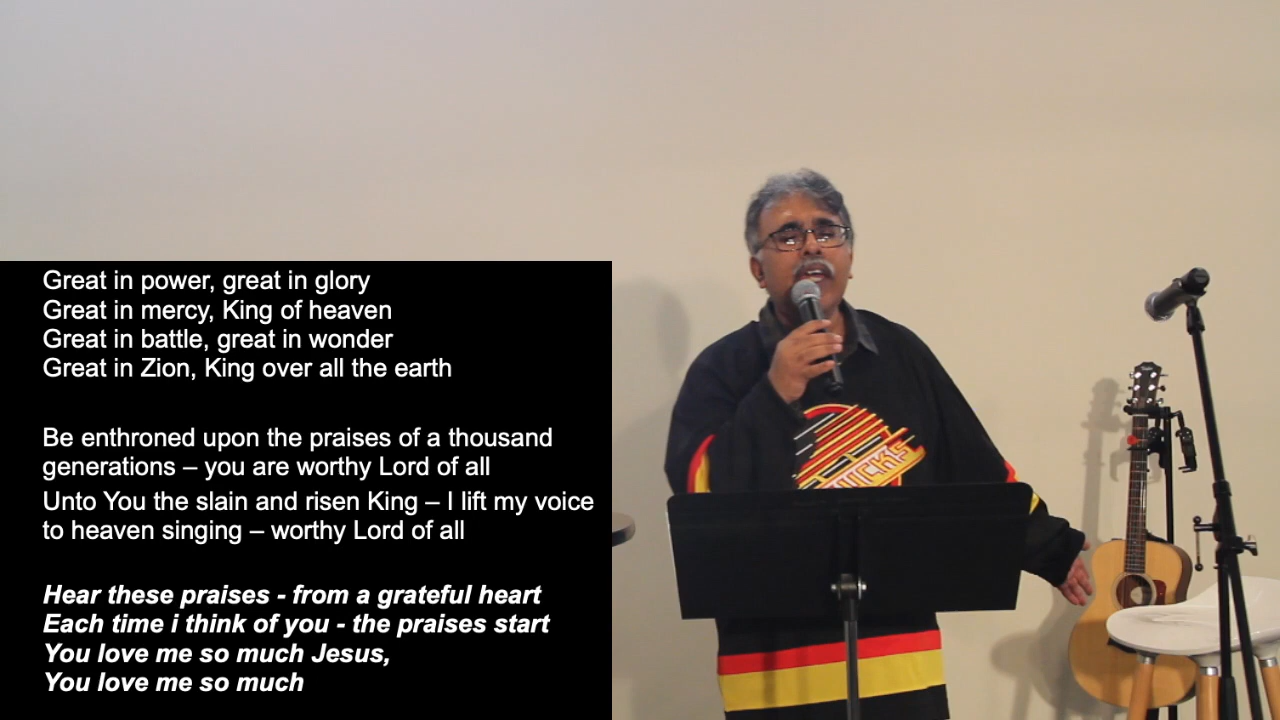 Great in power, great in glory
Great in mercy, King of heaven
Great in battle, great in wonder
Great in Zion, King over all the earth
Be enthroned upon the praises of a thousand
generations – you are worthy Lord of all
Unto You the slain and risen King – I lift my voice
to heaven singing – worthy Lord of all
Hear these praises - from a grateful heart
Each time i think of you - the praises start
You love me so much Jesus,
You love me so much